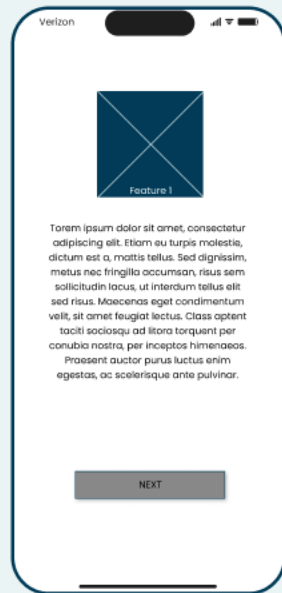 Verizon
Feature 1
Torem ipsum dolor sit amet, consectetur
adipiscing elit. Etiam eu turpis molestie,
dictum est a, mattis tellus. Sed dignissim,
metus nec fringilla accumsan, risus sem
sollicitudin lacus, ut interdum tellus elit
sed risus. Maecenas eget condimentum
velit, sit amet feugiat lectus. Class aptent
taciti sociosqu ad litora torquent per
conubia nostra, per inceptos himenaeos.
Praesent auctor purus luctus enim
egestas, ac scelerisque ante pulvinar.
NEXT